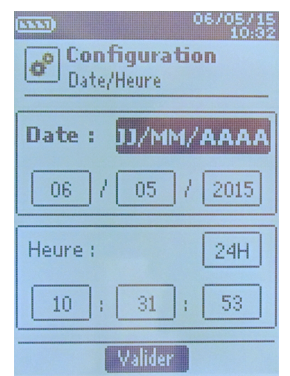 06/05/15
10:32
Configuration
Date/Heure
Date : JJ/MM/AAAA
06 / 05 / 2015
Heure : 24H
10 : 31 : 53
Valider